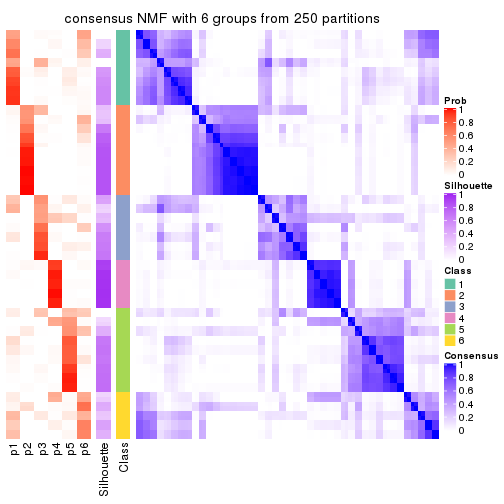 consensus NMF with 6 groups from 250 partitions
Prob
1
0.8
0.6
0.4
0.2
0
Silhouette
1
0.8
0.6
0.4
0.2
0
Class
1
2
3
4
5
6
Consensus
1
0.8
0.6
0.4
0.2
0
p1
p2
p3
p4
p5
p6
Silhouette
Class